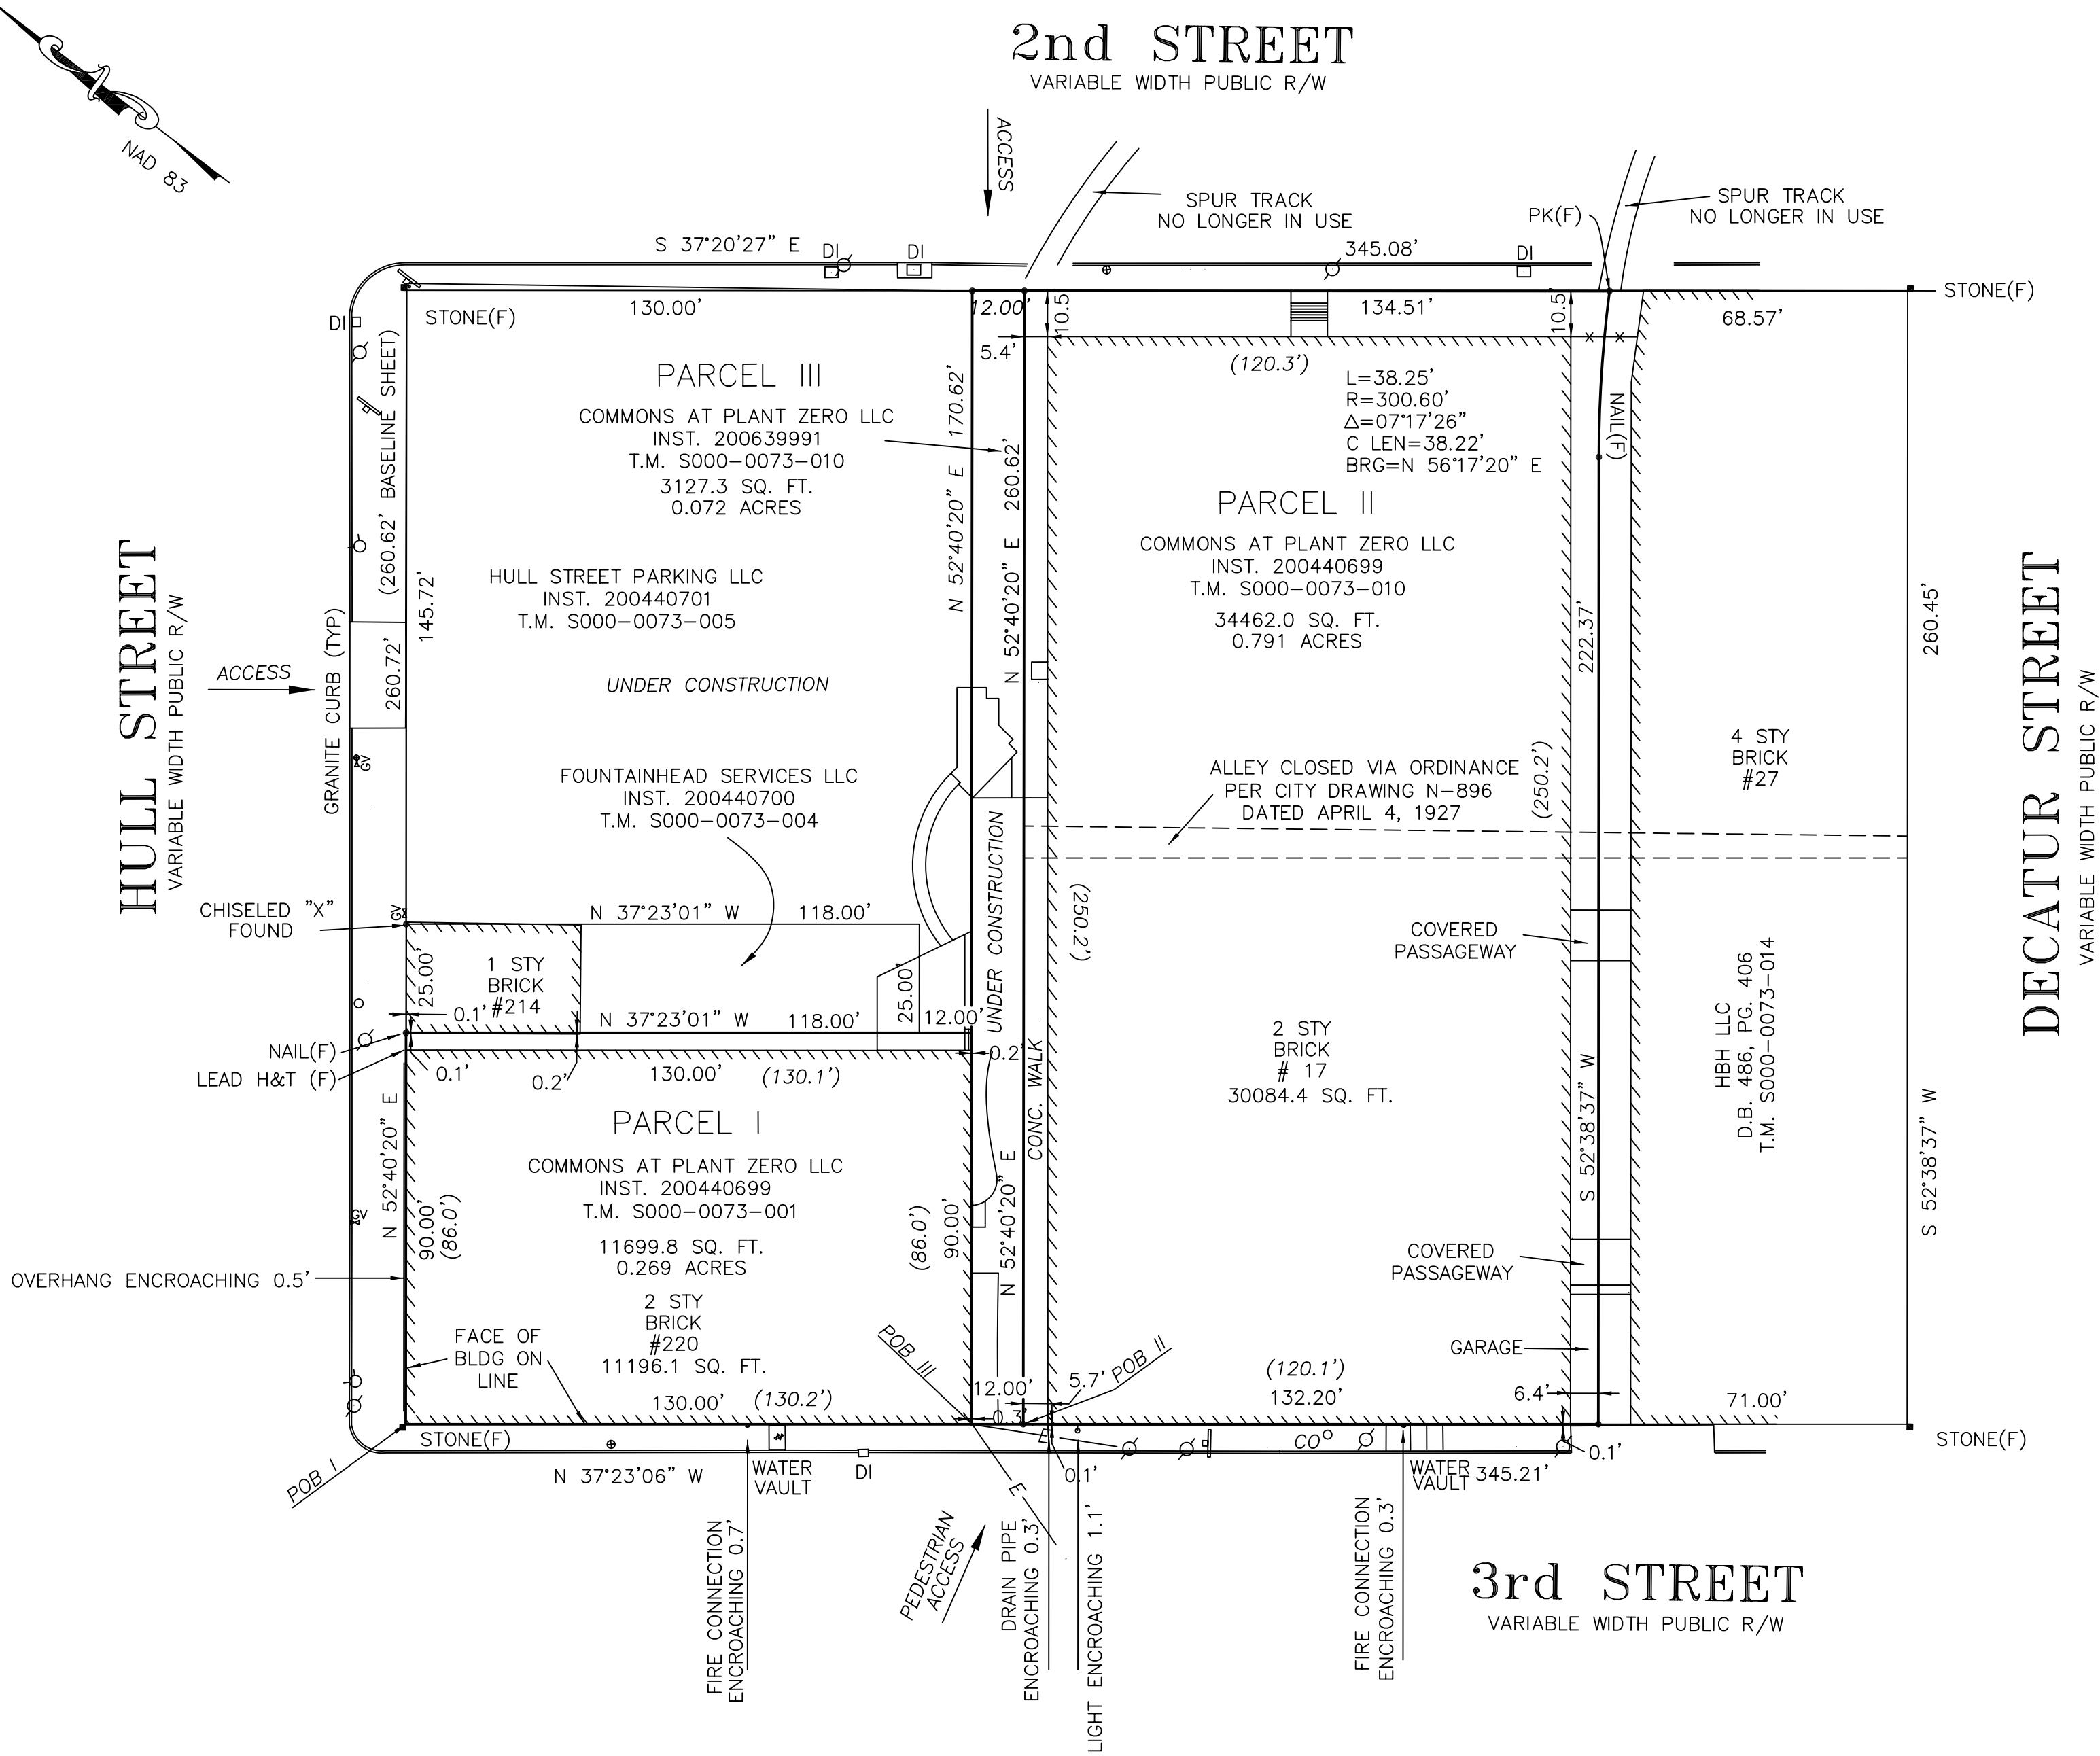 2nd STREET
VARIABLE WIDTH PUBLIC R/W
NAD 83
ACCESS
SPUR TRACK
NO LONGER IN USE
PK(F)
SPUR TRACK
NO LONGER IN USE
S 37°20'27" E
DI
DI
345.08'
DI
STONE(F)
DI
STONE(F)
130.00'
12.00'
10.5
134.51'
10.5
68.57'
5.4'
(120.3')
(260.62' BASELINE SHEET)
PARCEL III
COMMONS AT PLANT ZERO LLC
INST. 200639991
T.M. S000-0073-010
3127.3 SQ. FT.
0.072 ACRES
N 52°40'20" E 170.62'
N 52°40'20" E 260.62'
L=38.25'
R=300.60'
Δ=07°17'26"
C LEN=38.22'
BRG=N 56°17'20" E
NAIL(F)
PARCEL II
COMMONS AT PLANT ZERO LLC
INST. 200440699
T.M. S000-0073-010
34462.0 SQ. FT.
0.791 ACRES
HULL STREET
VARIABLE WIDTH PUBLIC R/W
ACCESS
GRANITE CURB (TYP)
145.72'
260.72'
HULL STREET PARKING LLC
INST. 200440701
T.M. S000-0073-005
UNDER CONSTRUCTION
222.37'
260.45'
DECATUR STREET
VARIABLE WIDTH PUBLIC R/W
4 STY
BRICK
#27
GV
FOUNTAINHEAD SERVICES LLC
INST. 200440700
T.M. S000-0073-004
ALLEY CLOSED VIA ORDINANCE
PER CITY DRAWING N-896
DATED APRIL 4, 1927
(250.2')
UNDER CONSTRUCTION
(250.2')
CHISELED "X"
FOUND
GV
N 37°23'01" W 118.00'
COVERED
PASSAGEWAY
25.00'
1 STY
BRICK
#214
0.1'
25.00'
N 37°23'01" W 118.00'
12.00'
HBH LLC
D.B. 486, PG. 406
T.M. S000-0073-014
NAIL(F)
LEAD H&T (F)
0.1'
0.2'
130.00' (130.1')
0.2'
CONC. WALK
2 STY
BRICK
# 17
30084.4 SQ. FT.
S 52°38'37" W
S 52°38'37" W
N 52°40'20" E
PARCEL I
COMMONS AT PLANT ZERO LLC
INST. 200440699
T.M. S000-0073-001
11699.8 SQ. FT.
0.269 ACRES
2 STY
BRICK
#220
11196.1 SQ. FT.
90.00'
(86.0')
(86.0')
90.00'
N 52°40'20" E
GV
OVERHANG ENCROACHING 0.5'
COVERED
PASSAGEWAY
FACE OF
BLDG ON
LINE
GARAGE
POB III
POB II
130.00' (130.2')
12.00'
5.7'
0.3'
(120.1')
132.20'
6.4'
71.00'
STONE(F)
POB I
N 37°23'06" W
WATER
VAULT
DI
E
E
0.1'
CO
WATER
VAULT
345.21'
0.1'
STONE(F)
FIRE CONNECTION
ENCROACHING 0.7'
PEDESTRIAN
ACCESS
DRAIN PIPE
ENCROACHING 0.3'
LIGHT ENCROACHING 1.1'
FIRE CONNECTION
ENCROACHING 0.3'
3rd STREET
VARIABLE WIDTH PUBLIC R/W